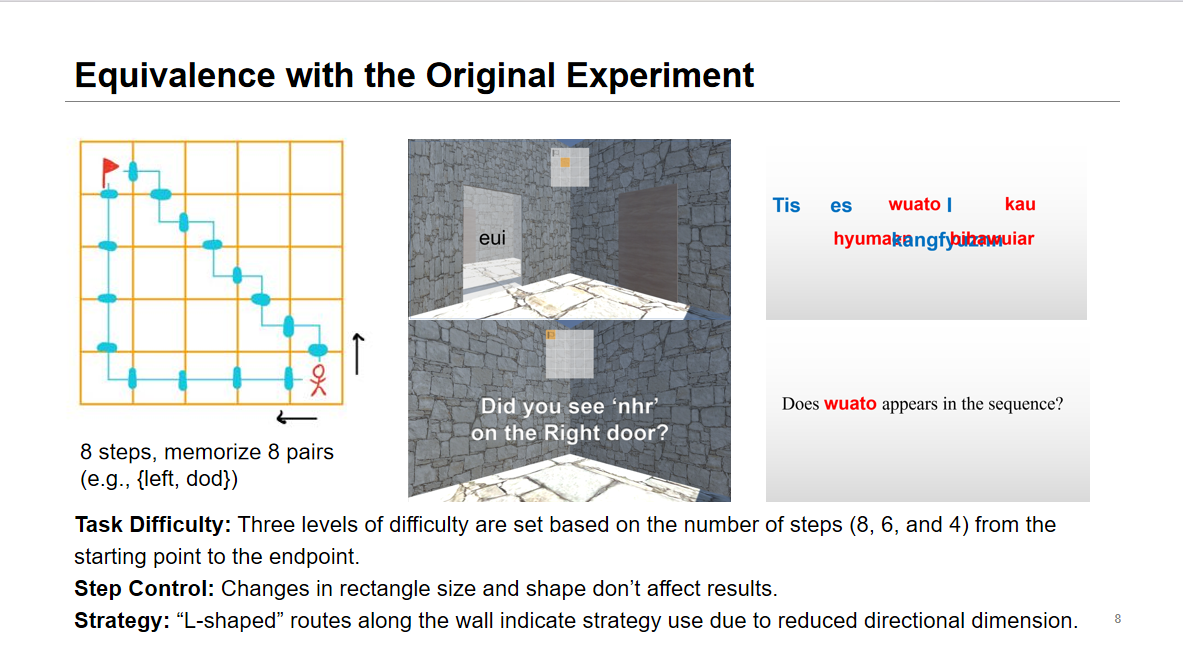 Equivalence with the Original Experiment
8 steps, memorize 8 pairs
(e.g., {left, dod})
eui
Did you see ‘nhr’
on the Right door?
Tis es wuato I kau
Does wuato appears in the sequence?
Task Difficulty: Three levels of difficulty are set based on the number of steps (8, 6, and 4) from the
starting point to the endpoint.
Step Control: Changes in rectangle size and shape don’t affect results.
Strategy: “L-shaped” routes along the wall indicate strategy use due to reduced directional dimension.
8